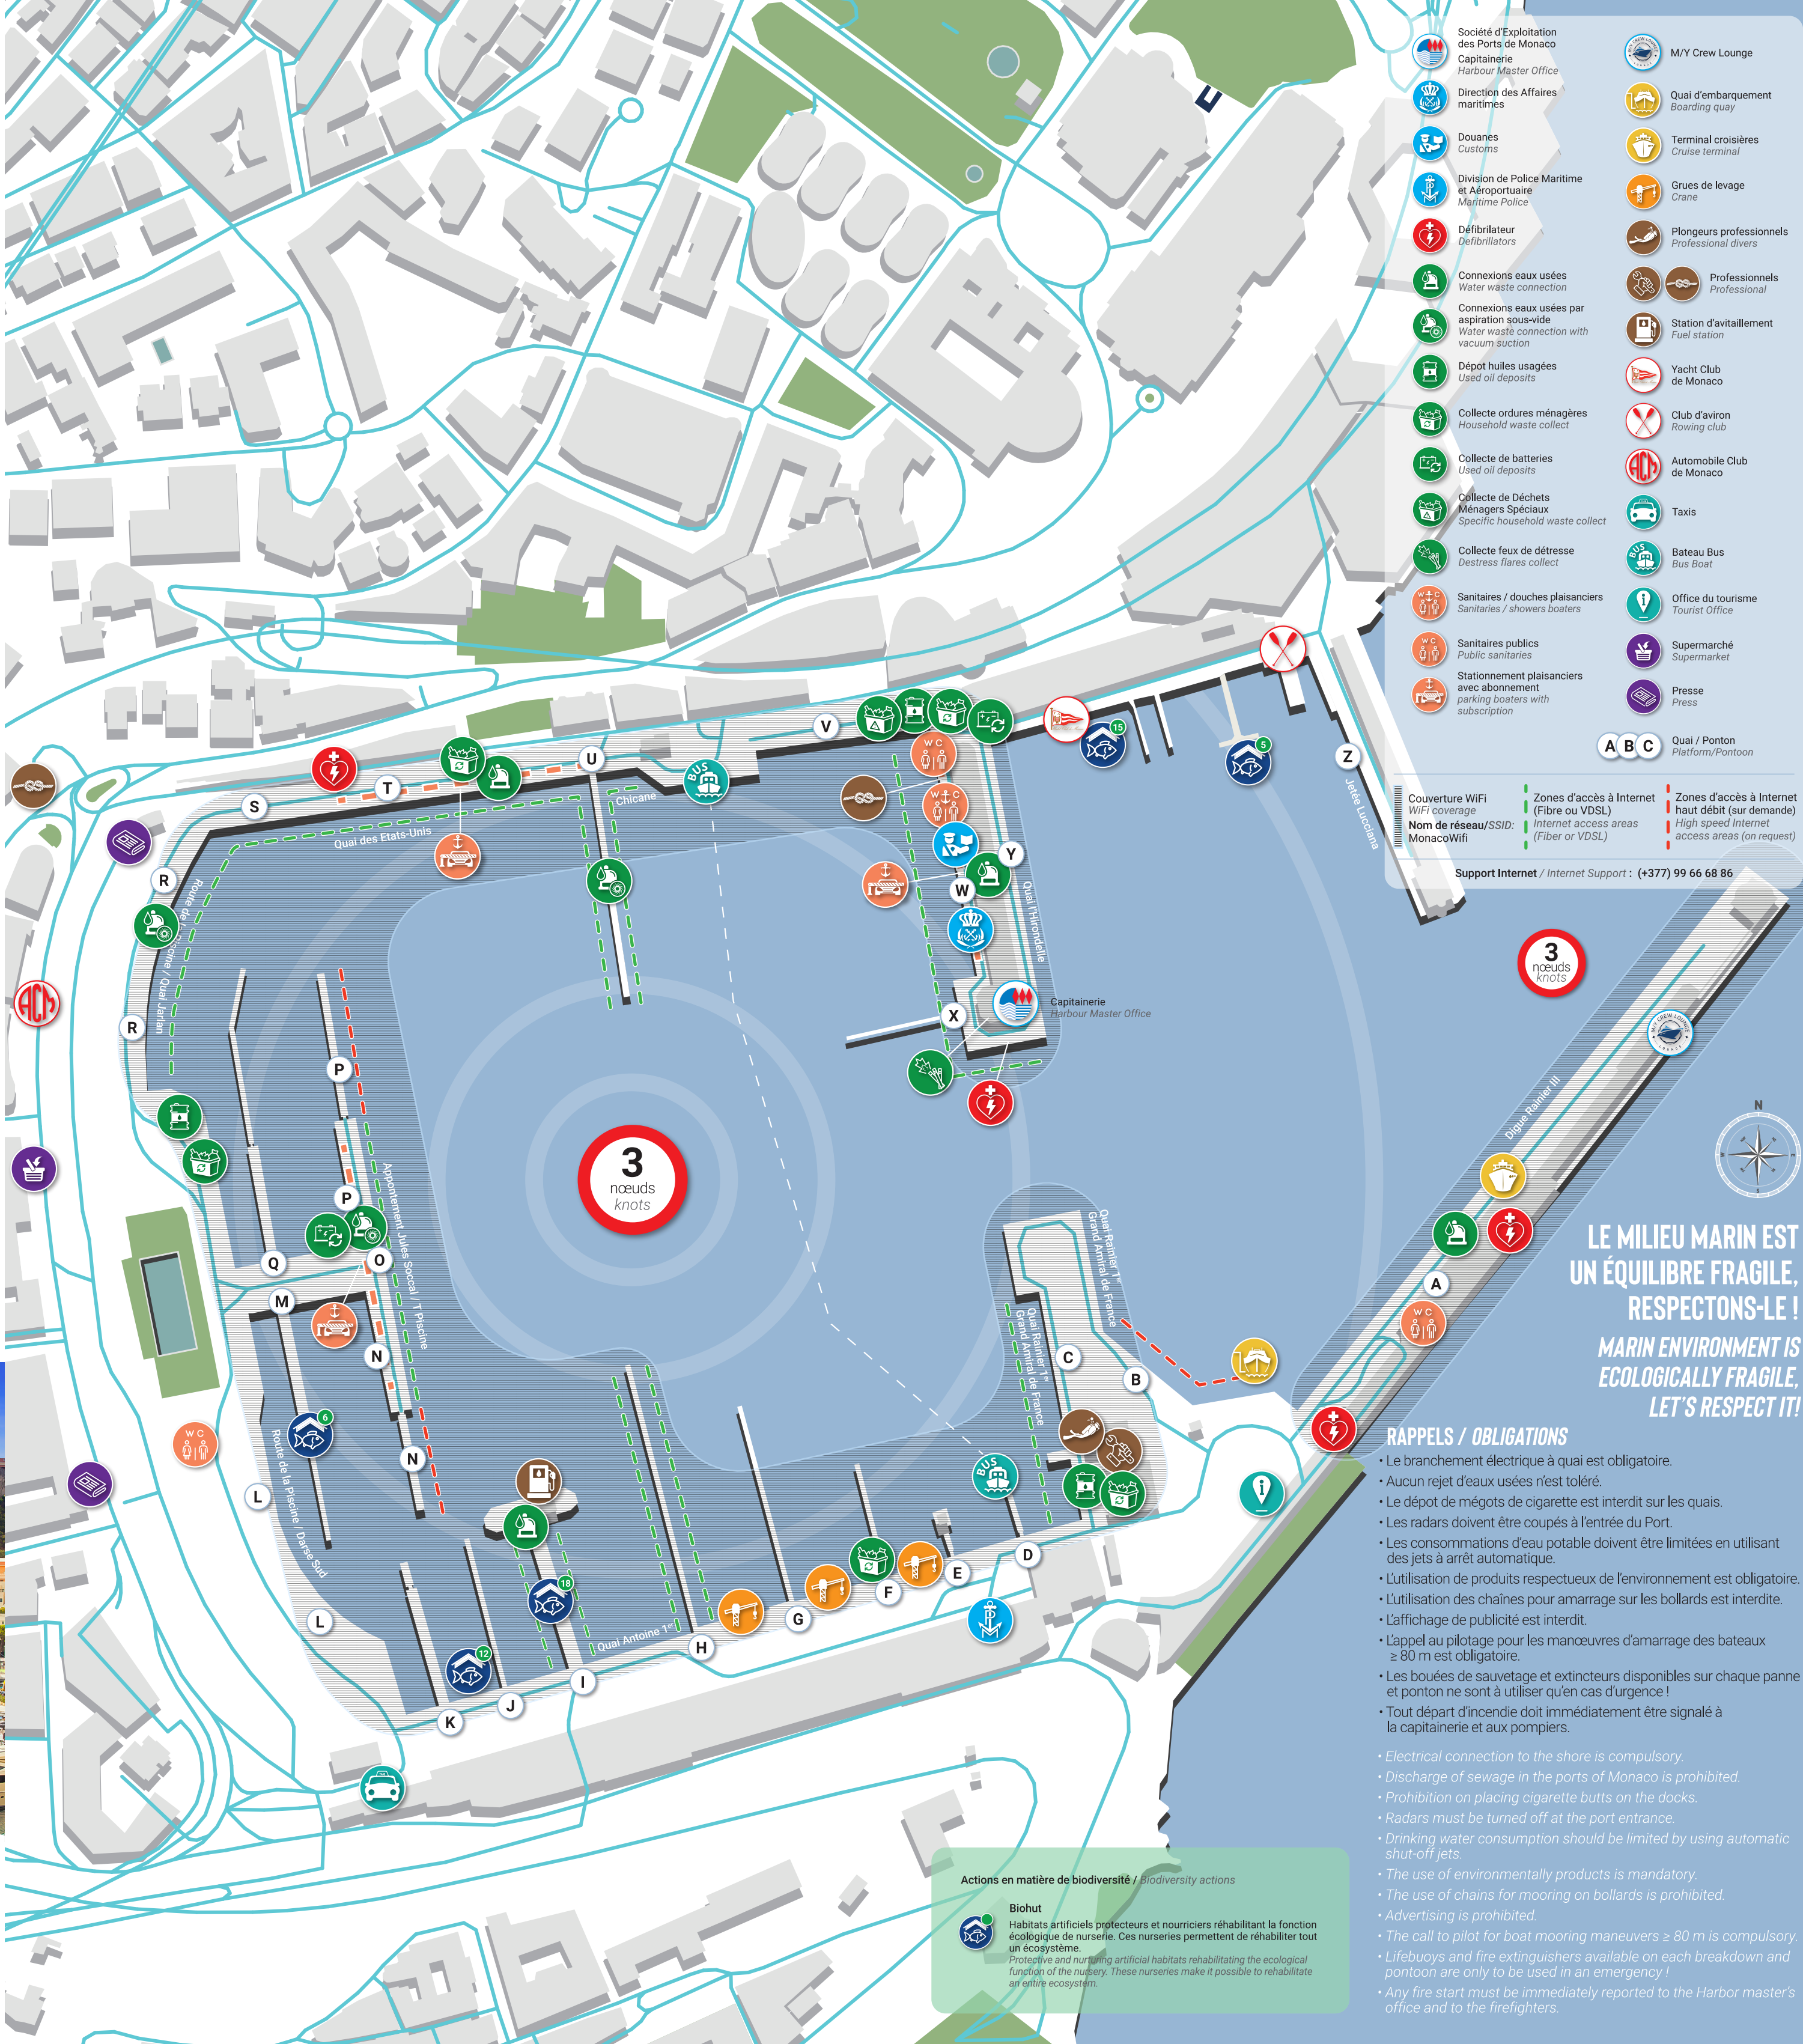 Société d'Exploitation
des Ports de Monaco
Capitainerie
Harbour Master Office
Direction des Affaires
maritimes
Douanes
Customs
Division de Police Maritime
et Aéroportuaire
Maritime Police
Défibrilateur
Defibrillators
Connexions eaux usées
Water waste connection
Connexions eaux usées par
aspiration sous-vide
Water waste connection with
vacuum suction
Dépot huiles usagées
Used oil deposits
Collecte ordures ménagères
Household waste collect
Collecte de batteries
Used oil deposits
Collecte de Déchets
Ménagers Spéciaux
Specific household waste collect
Collecte feux de détresse
Destress flares collect
Sanitaires / douches plaisanciers
Sanitaries / showers boaters
Sanitaires publics
Public sanitaries
Stationnement plaisanciers
avec abonnement
parking boaters with
subscription
M/Y CREW LOUNGE
M/Y Crew Lounge
Quai d'embarquement
Boarding quay
Terminal croisières
Cruise terminal
Grues de levage
Crane
Plongeurs professionnels
Professional divers
Professionnels
Professional
Station d'avitaillement
Fuel station
Yacht Club
de Monaco
Club d'aviron
Rowing club
ACM
Automobile Club
de Monaco
Taxis
BUS
Bateau Bus
Bus Boat
Office du tourisme
Tourist Office
Supermarché
Supermarket
Presse
Press
A B C
Quai / Ponton
Platform/Pontoon
W C
W C
Couverture WiFi
WiFi coverage
Nom de réseau/SSID:
MonacoWifi
Zones d'accès à Internet
(Fibre ou VDSL)
Internet access areas
(Fiber or VDSL)
Zones d'accès à Internet
haut débit (sur demande)
High speed Internet
access areas (on request)
Support Internet / Internet Support : (+377) 99 66 68 86
V
W C
15
5
Z
Jetée Lucciana
U
BUS
T
S
Chicane
Quai des Etats-Unis
W C
Y
W
Quai l'Hirondelle
R
Route de la Piscine / Quai Jarlan
ACM
R
X
Capitainerie
Harbour Master Office
3
nœuds
knots
M/Y CREW LOUNGE
Digue Rainier III
N
P
P
3
nœuds
knots
Appontement Jules Soccal / T Piscine
Q
O
M
N
N
6
W C
L
Route de la Piscine / Darse Sud
L
Quai Rainier 1er
Grand Amiral de France
Quai Rainier 1er
Grand Amiral de France
C
B
A
W C
BUS
D
E
F
G
H
Quai Antoine 1er
18
12
I
J
K
LE MILIEU MARIN EST
UN ÉQUILIBRE FRAGILE,
RESPECTONS-LE !
MARIN ENVIRONMENT IS
ECOLOGICALLY FRAGILE,
LET'S RESPECT IT!
RAPPELS / OBLIGATIONS
• Le branchement électrique à quai est obligatoire.
• Aucun rejet d'eaux usées n'est toléré.
• Le dépot de mégots de cigarette est interdit sur les quais.
• Les radars doivent être coupés à l'entrée du Port.
• Les consommations d'eau potable doivent être limitées en utilisant
des jets à arrêt automatique.
• L'utilisation de produits respectueux de l'environnement est obligatoire.
• L'utilisation des chaînes pour amarrage sur les bollards est interdite.
• L'affichage de publicité est interdit.
• L'appel au pilotage pour les manœuvres d'amarrage des bateaux
≥ 80 m est obligatoire.
• Les bouées de sauvetage et extincteurs disponibles sur chaque panne
et ponton ne sont à utiliser qu'en cas d'urgence !
• Tout départ d'incendie doit immédiatement être signalé à
la capitainerie et aux pompiers.
• Electrical connection to the shore is compulsory.
• Discharge of sewage in the ports of Monaco is prohibited.
• Prohibition on placing cigarette butts on the docks.
• Radars must be turned off at the port entrance.
• Drinking water consumption should be limited by using automatic
shut-off jets.
• The use of environmentally products is mandatory.
• The use of chains for mooring on bollards is prohibited.
• Advertising is prohibited.
• The call to pilot for boat mooring maneuvers ≥ 80 m is compulsory.
• Lifebuoys and fire extinguishers available on each breakdown and
pontoon are only to be used in an emergency !
• Any fire start must be immediately reported to the Harbor master's
office and to the firefighters.
Actions en matière de biodiversité / Biodiversity actions
Biohut
Habitats artificiels protecteurs et nourriciers réhabilitant la fonction
écologique de nurserie. Ces nurseries permettent de réhabiliter tout
un écosystème.
Protective and nurturing artificial habitats rehabilitating the ecological
function of the nursery. These nurseries make it possible to rehabilitate
an entire ecosystem.